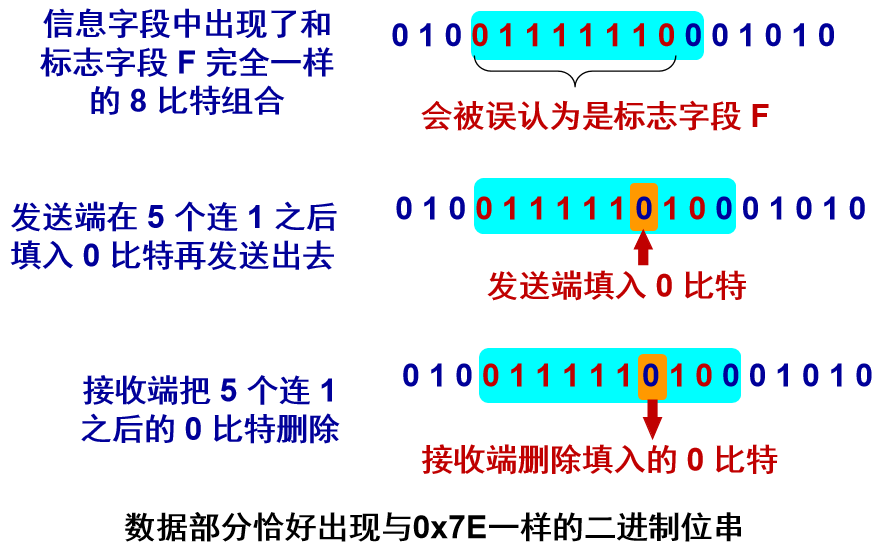 信息字段中出现了和
标志字段 F 完全一样
的 8 比特组合
0 1 0 0 1 1 1 1 1 1 0 0 0 1 0 1 0
会被误认为是标志字段 F
发送端在 5 个连 1 之后
填入 0 比特再发送出去
0 1 0 0 1 1 1 1 1 0 1 0 0 0 1 0 1 0
发送端填入 0 比特
接收端把 5 个连 1
之后的 0 比特删除
0 1 0 0 1 1 1 1 1 0 1 0 0 0 1 0 1 0
接收端删除填入的 0 比特
数据部分恰好出现与0x7E一样的二进制位串